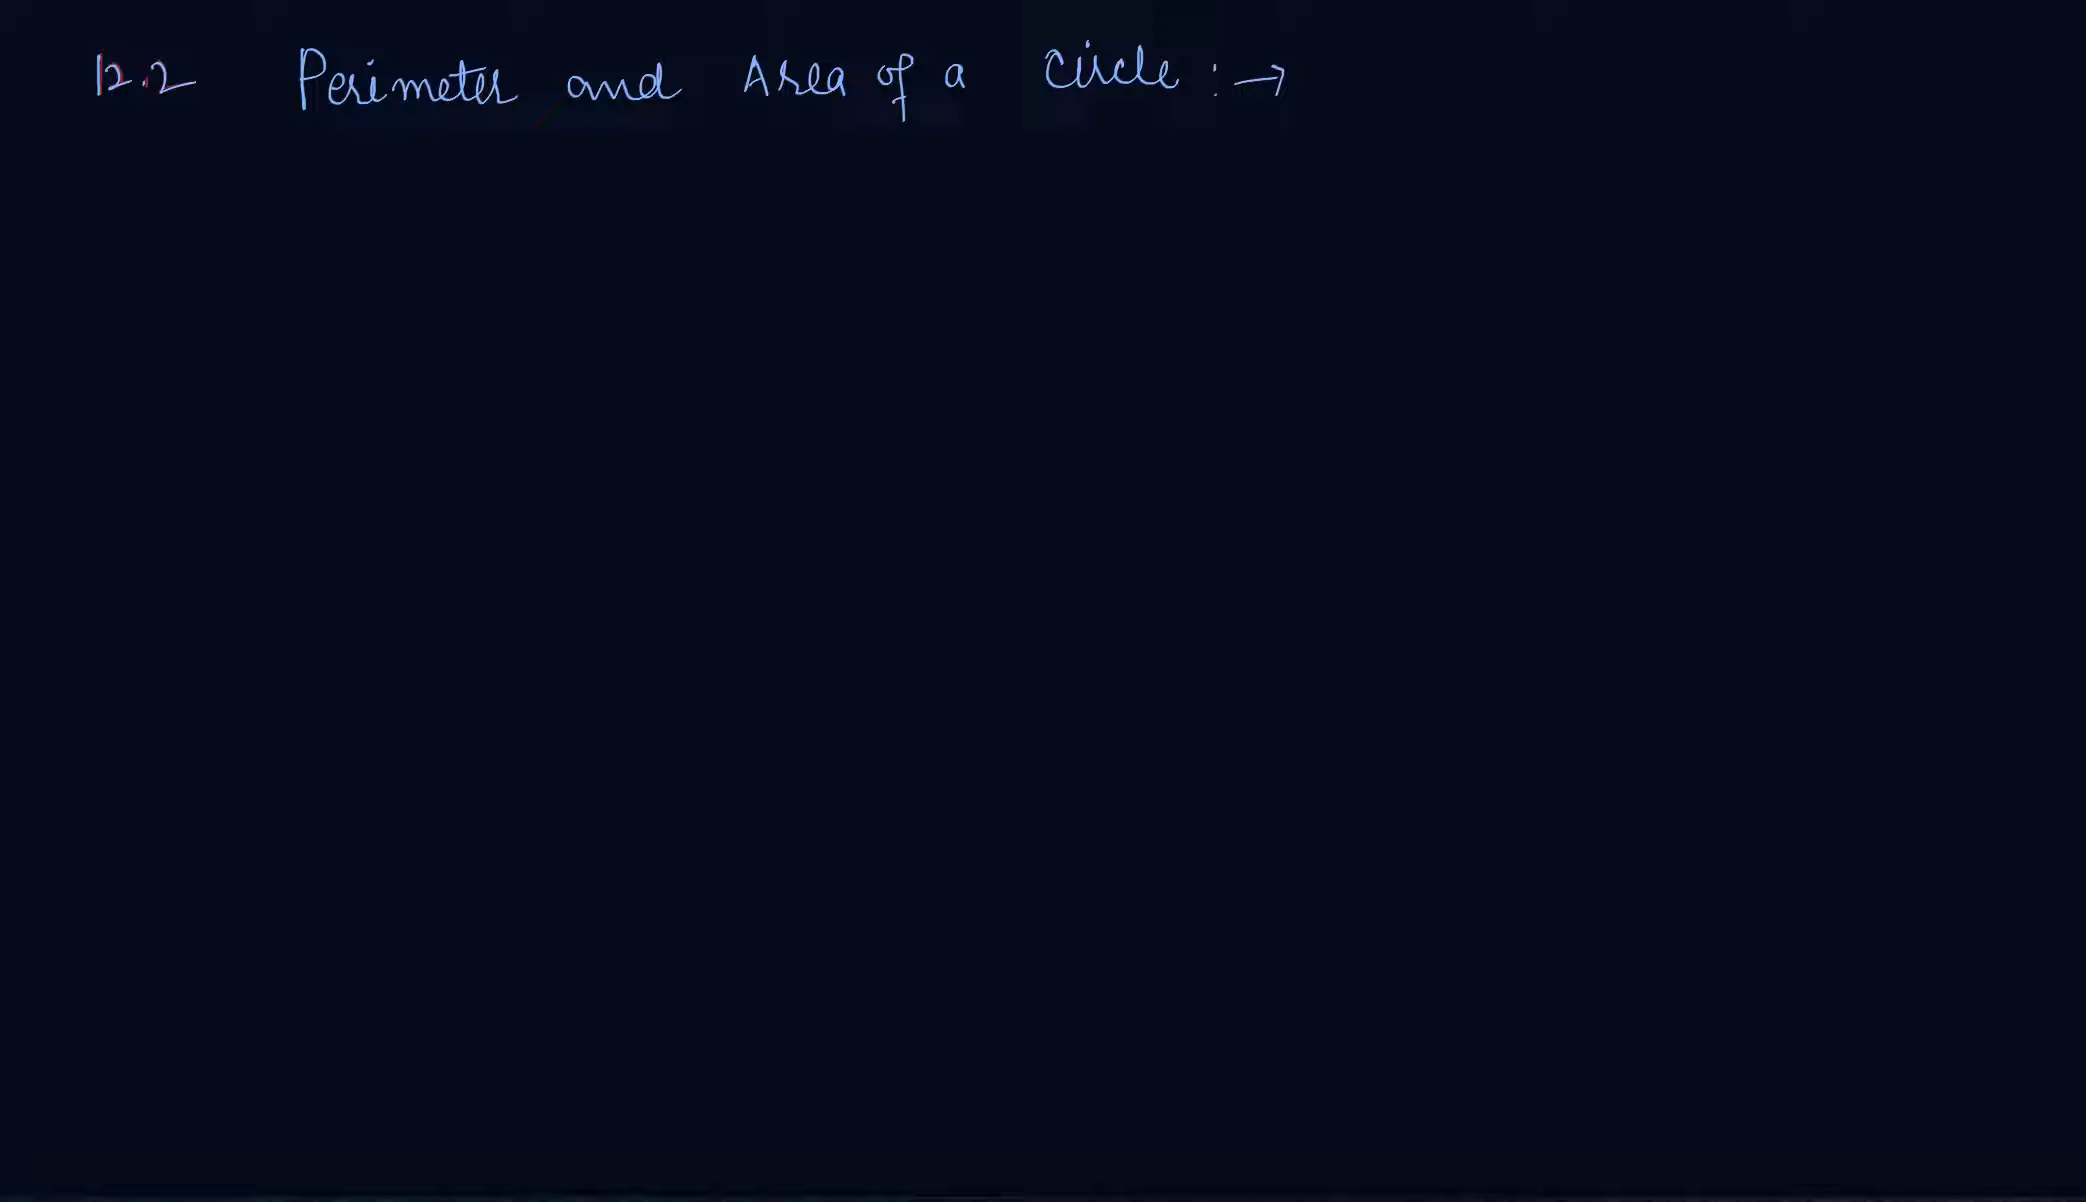 12.2 Perimeter and Area of a Circle :→